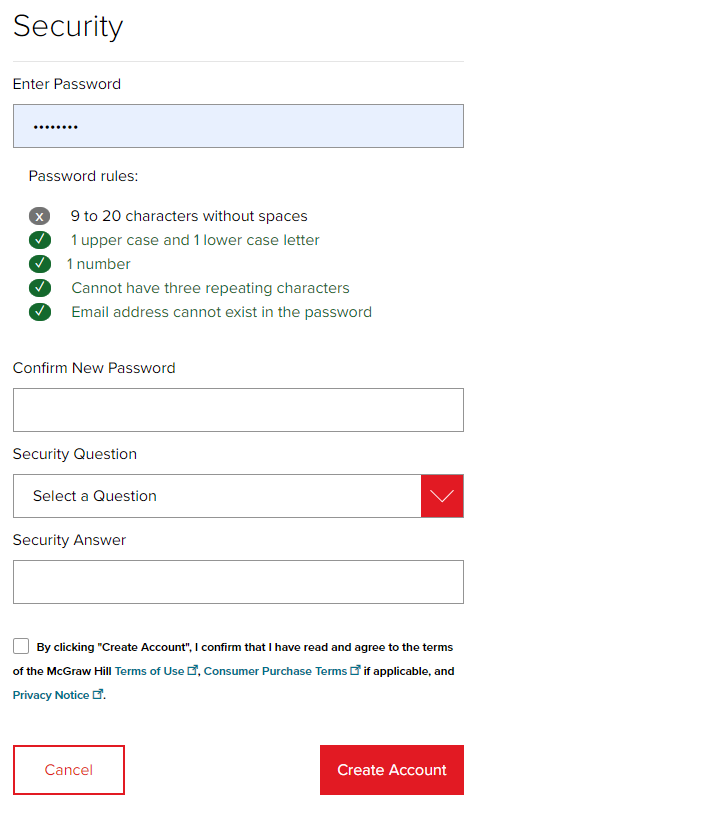 Security
Enter Password
••••••••
Password rules:
x 9 to 20 characters without spaces
✓ 1 upper case and 1 lower case letter
✓ 1 number
✓ Cannot have three repeating characters
✓ Email address cannot exist in the password
Confirm New Password
Security Question
Select a Question
Security Answer
By clicking "Create Account", I confirm that I have read and agree to the terms
of the McGraw Hill Terms of Use, Consumer Purchase Terms if applicable, and
Privacy Notice.
Cancel Create Account